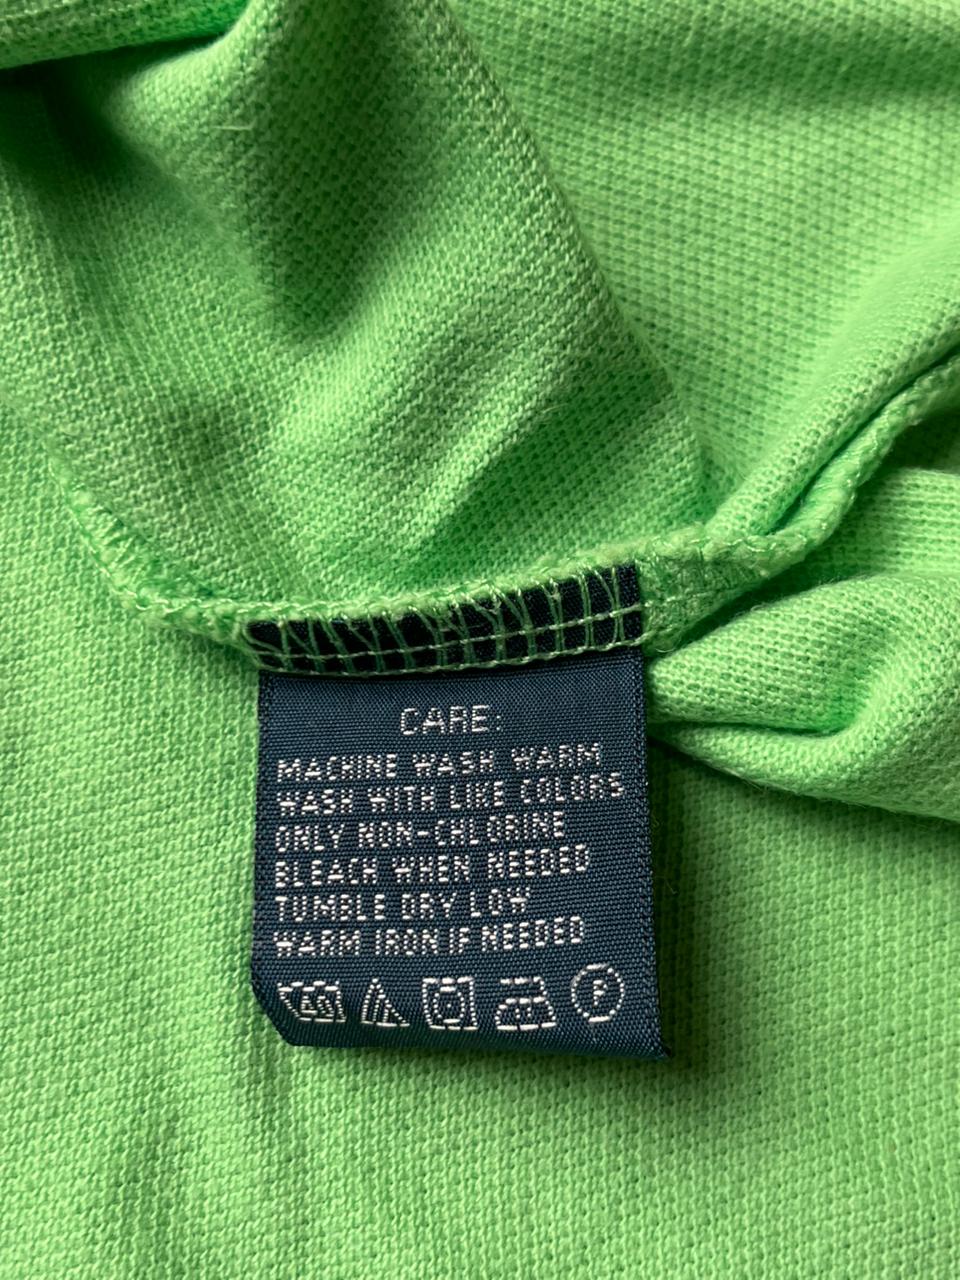 CARE:
MACHINE WASH WARM
WASH WITH LIKE COLORS
ONLY NON-CHLORINE
BLEACH WHEN NEEDED
TUMBLE DRY LOW
WARM IRON IF NEEDED
40
P